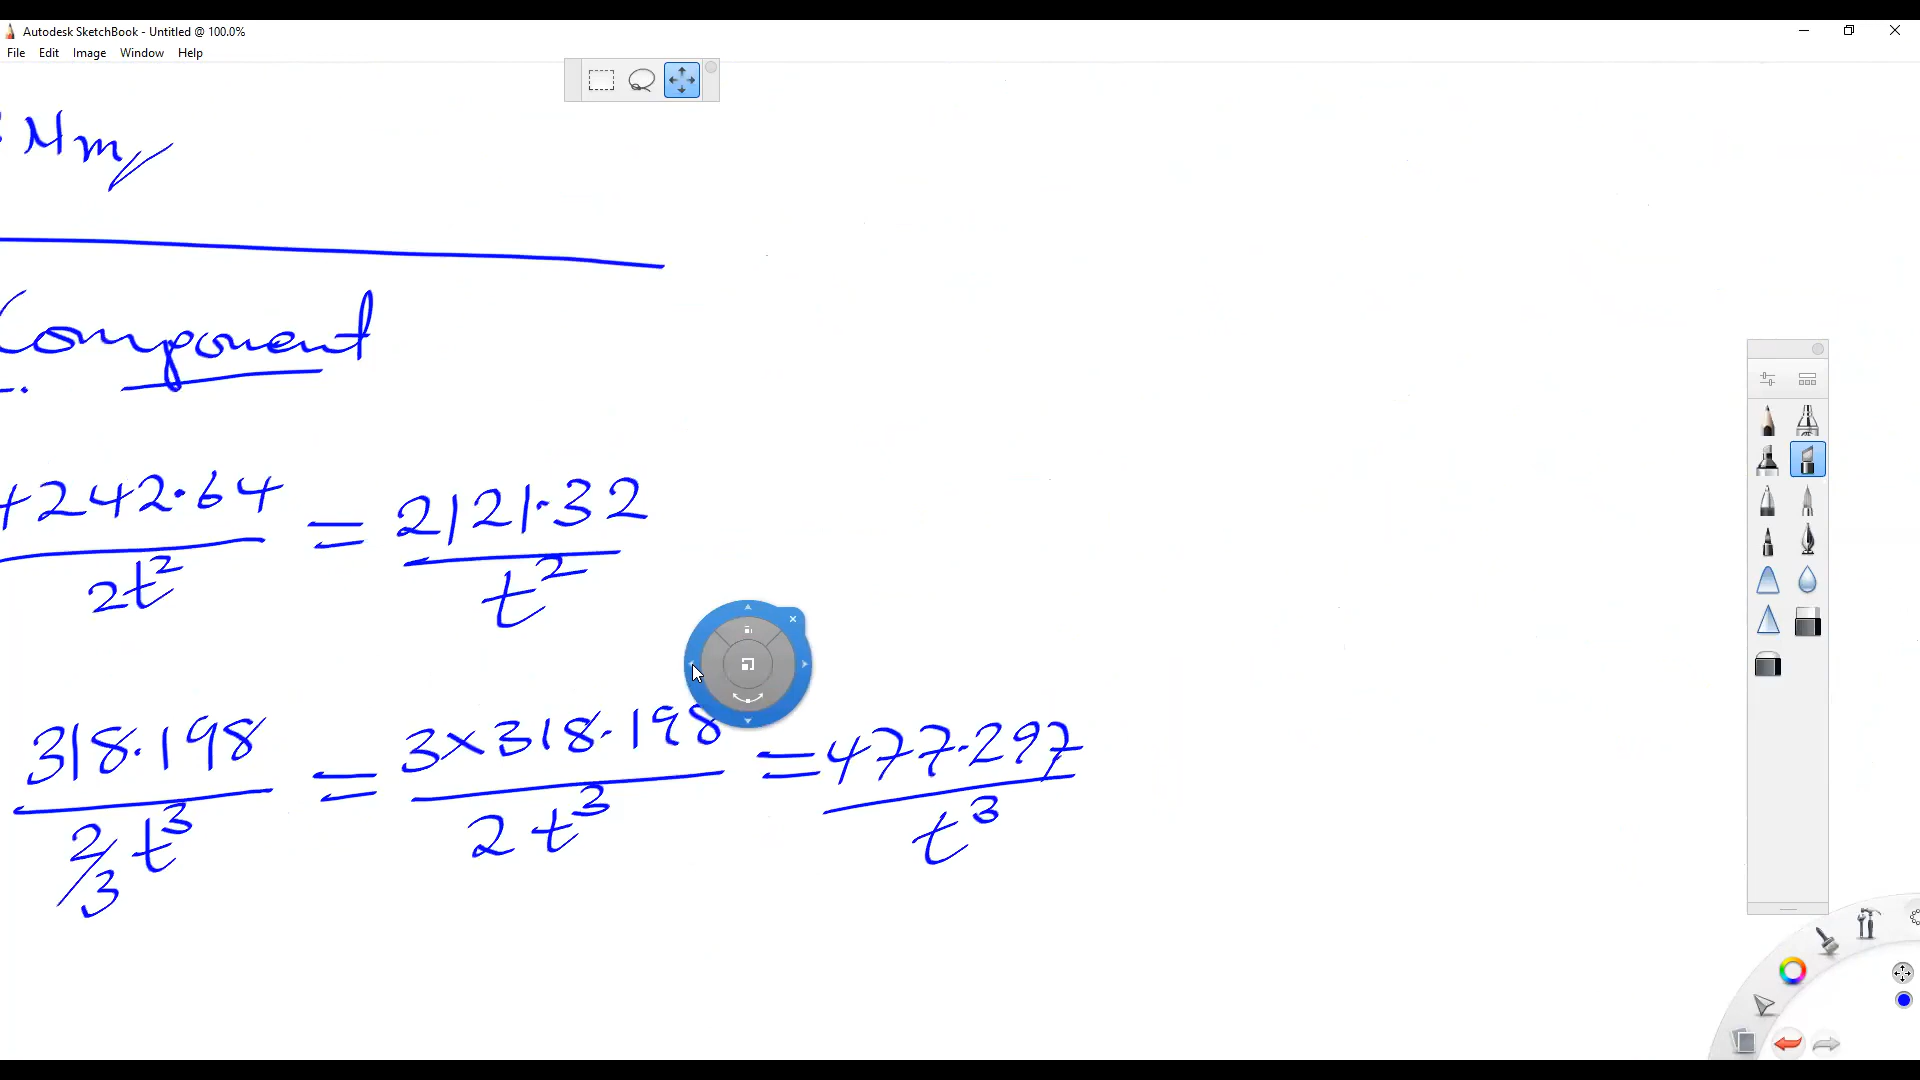 Autodesk SketchBook - Untitled @ 100.0%
File Edit Image Window Help
Nm
Component
+242.64 / 2t² = 2121.32 / t²
318.198 / 2/3 t³ = 3×318.198 / 2t³ = 477.297 / t³